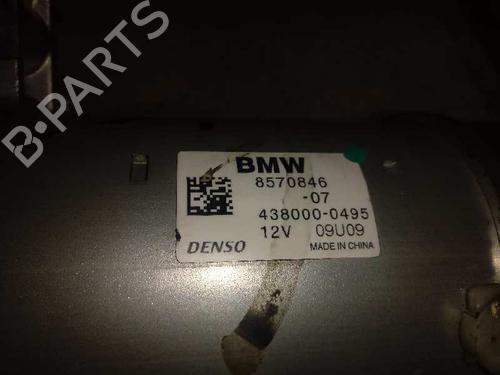 B-PARTS
BMW
8570846
-07
438000-0495
12V 09U09
DENSO MADE IN CHINA